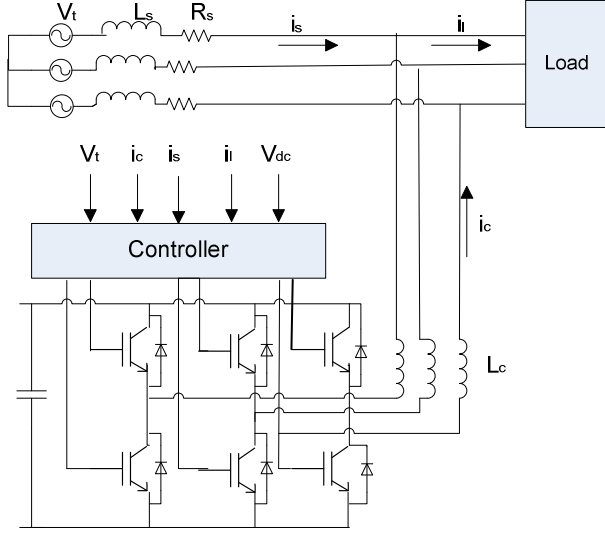 Vt Ls Rs is il
Load
Vt ic is il Vdc
ic
Controller
Lc